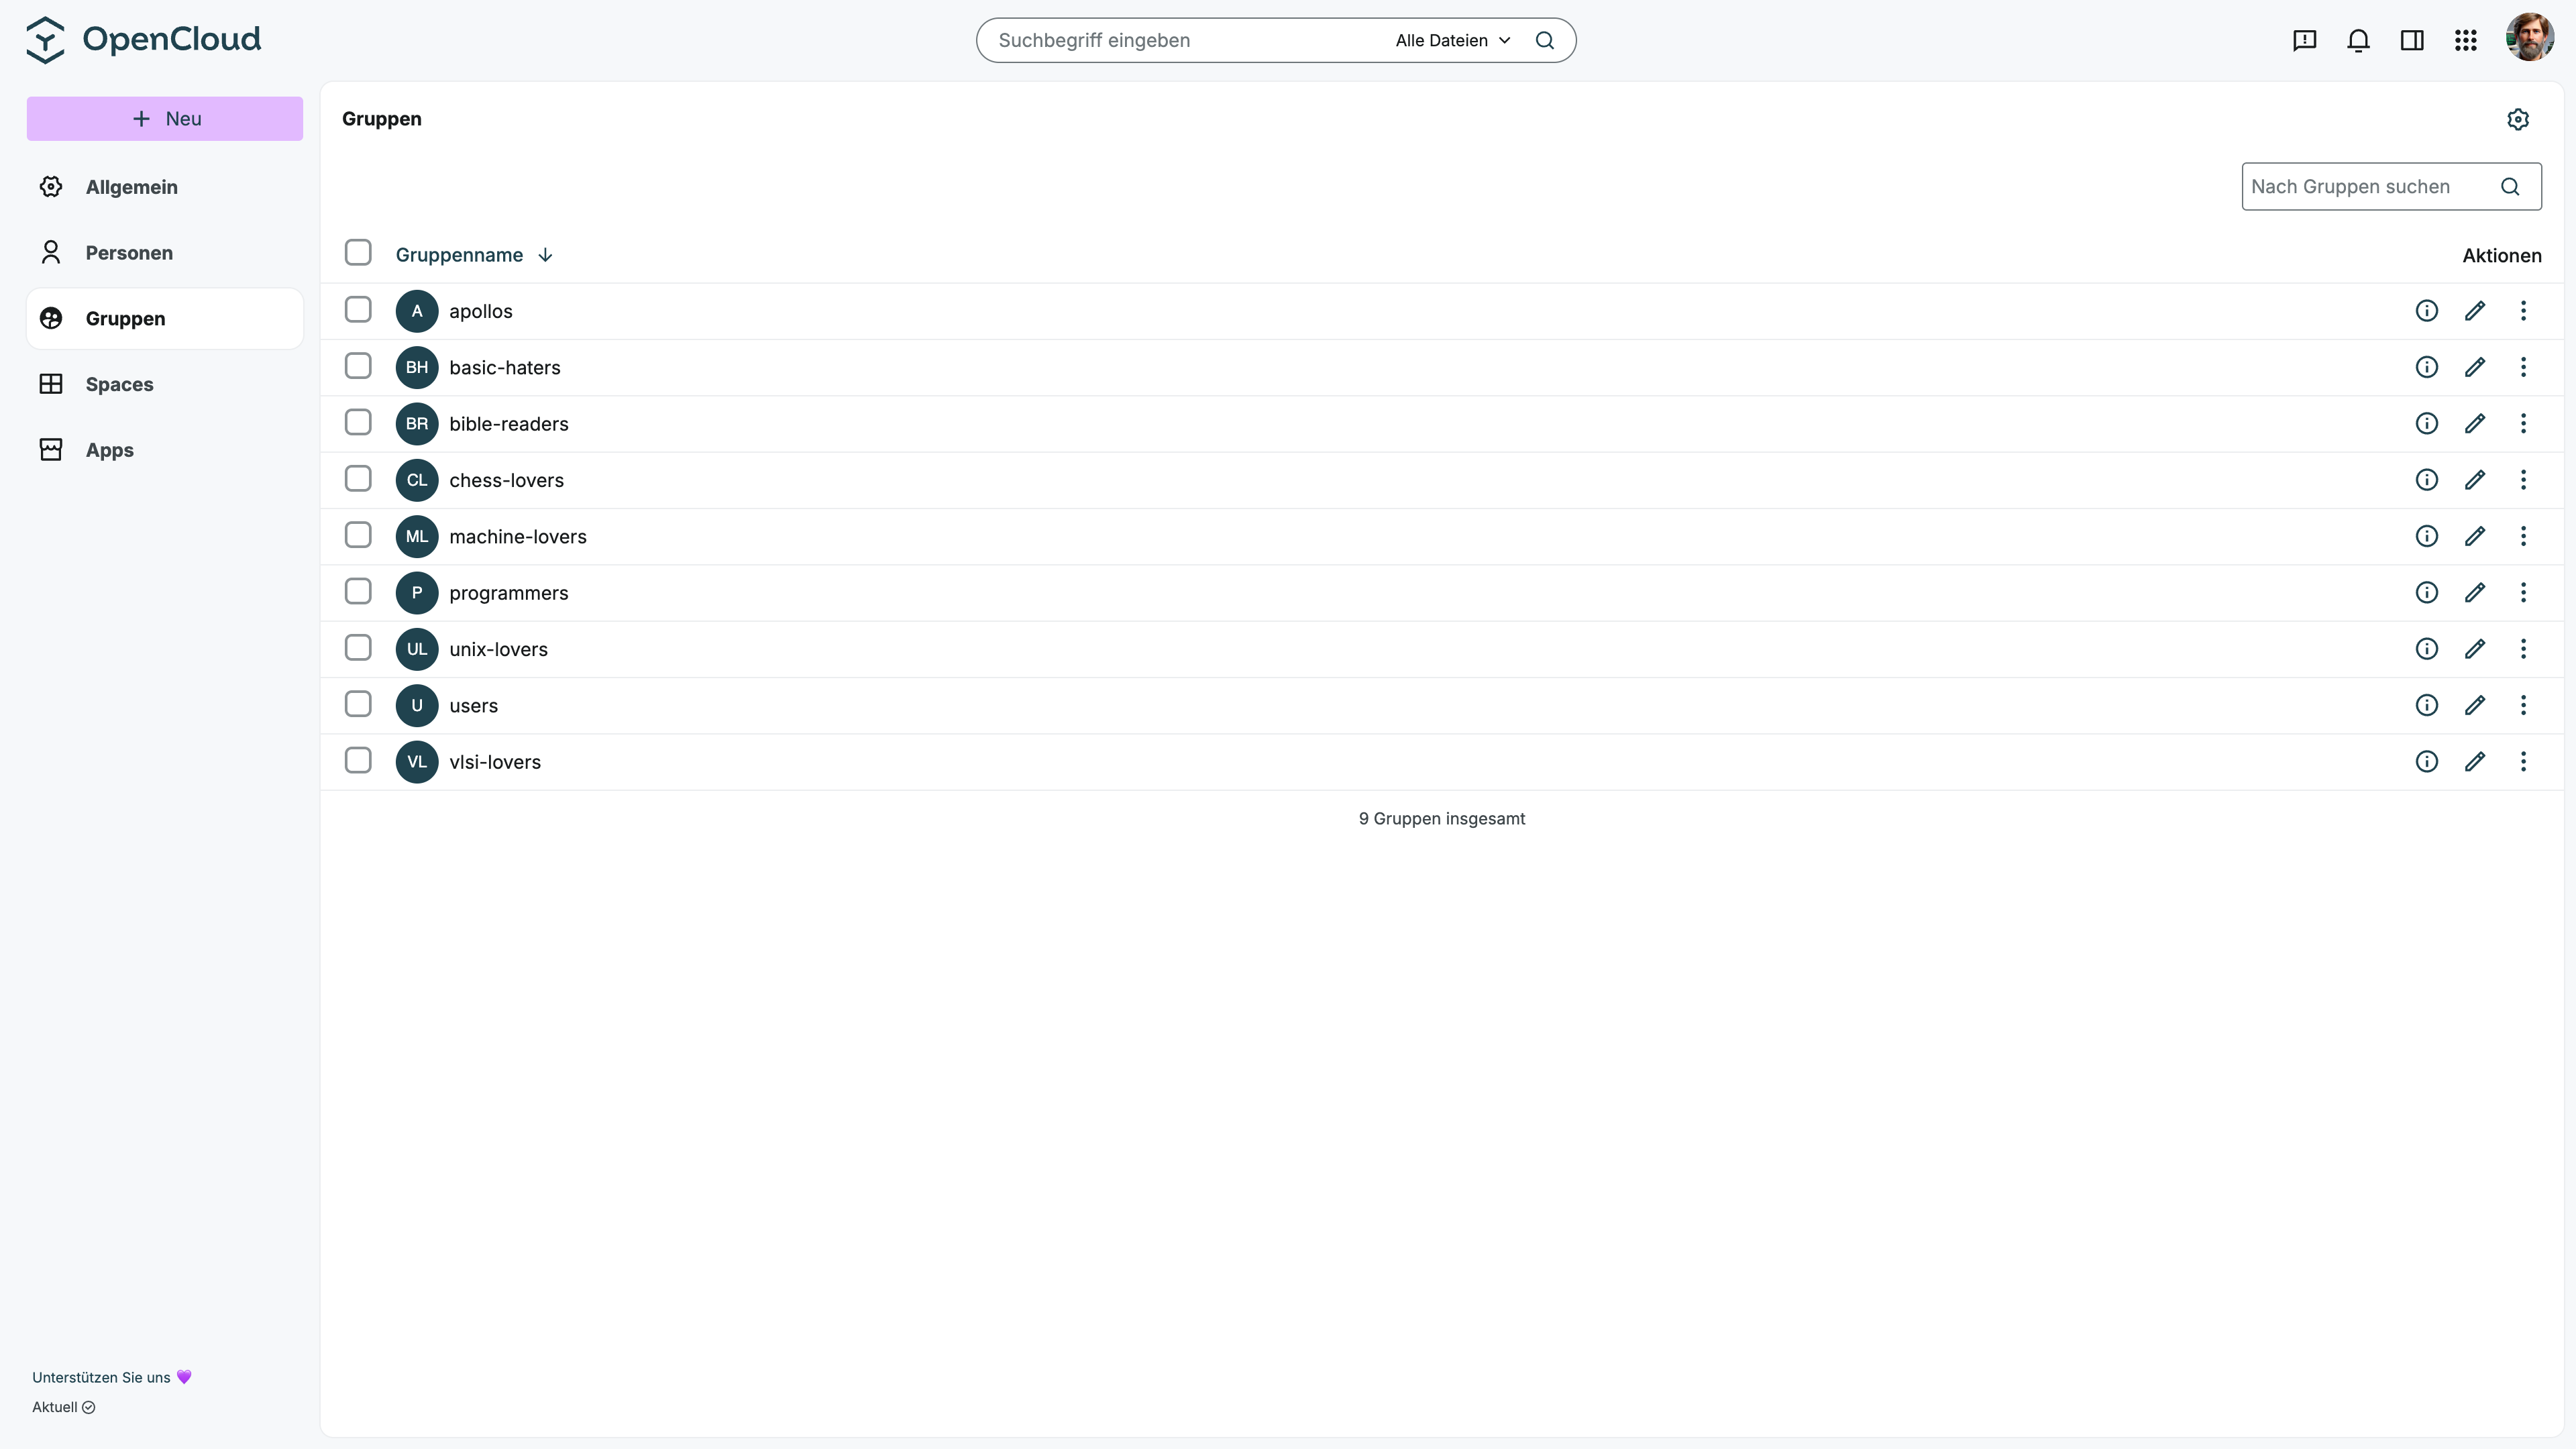 OpenCloud
Suchbegriff eingeben
Alle Dateien
Neu
Allgemein
Personen
Gruppen
Spaces
Apps
Unterstützen Sie uns 💜
Aktuell
Gruppen
Nach Gruppen suchen
Gruppenname
Aktionen
A apollos
BH basic-haters
BR bible-readers
CL chess-lovers
ML machine-lovers
P programmers
UL unix-lovers
U users
VL vlsi-lovers
9 Gruppen insgesamt